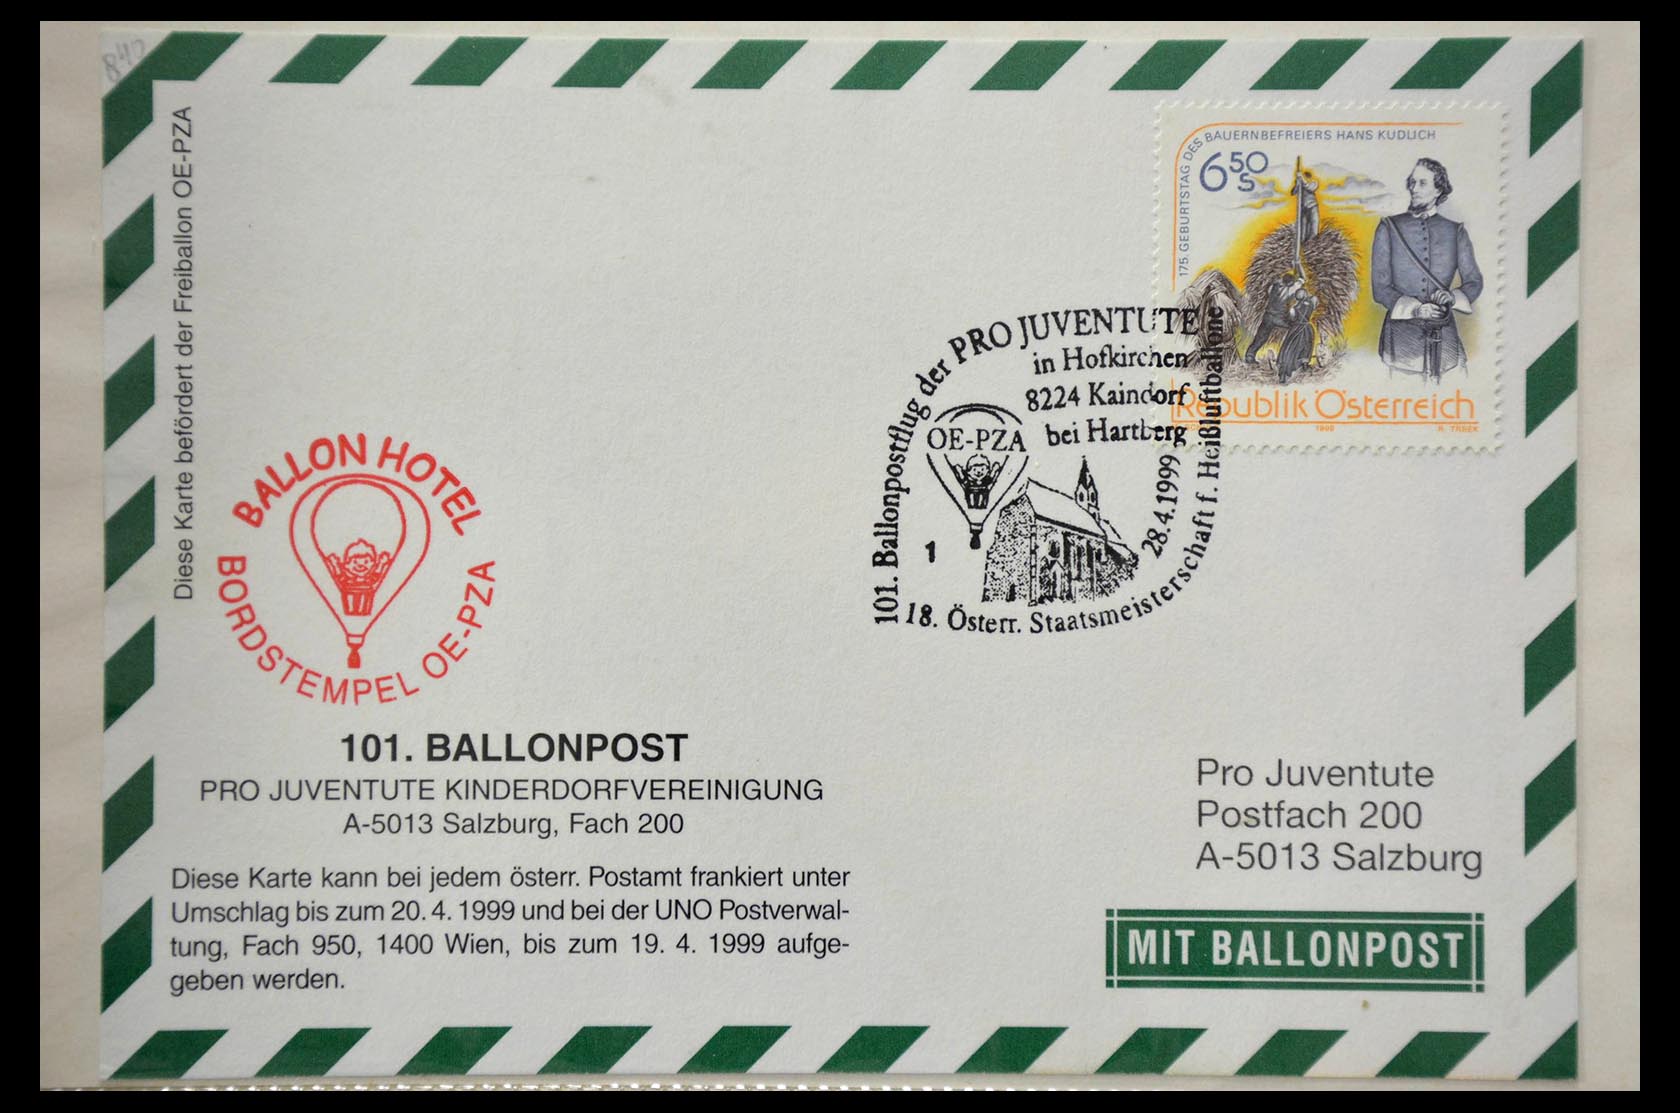 840
Diese Karte befördert der Freiballon OE-PZA
175. GEBURTSTAG DES BAUERNBEFREIERS HANS KUDLICH
6 50 S
Republik Österreich
1998
101. Ballonpostflug der PRO JUVENTUTE
in Hofkirchen
8224 Kaindorf
bei Hartberg
OE-PZA
28.4.1999
1
18. Österr. Staatsmeisterschaft f. Heißluftballone
BALLON HOTEL
BORDSTEMPEL OE-PZA
101. BALLONPOST
PRO JUVENTUTE KINDERDORFVEREINIGUNG
A-5013 Salzburg, Fach 200
Diese Karte kann bei jedem österr. Postamt frankiert unter
Umschlag bis zum 20. 4. 1999 und bei der UNO Postverwal-
tung, Fach 950, 1400 Wien, bis zum 19. 4. 1999 aufge-
geben werden.
Pro Juventute
Postfach 200
A-5013 Salzburg
MIT BALLONPOST